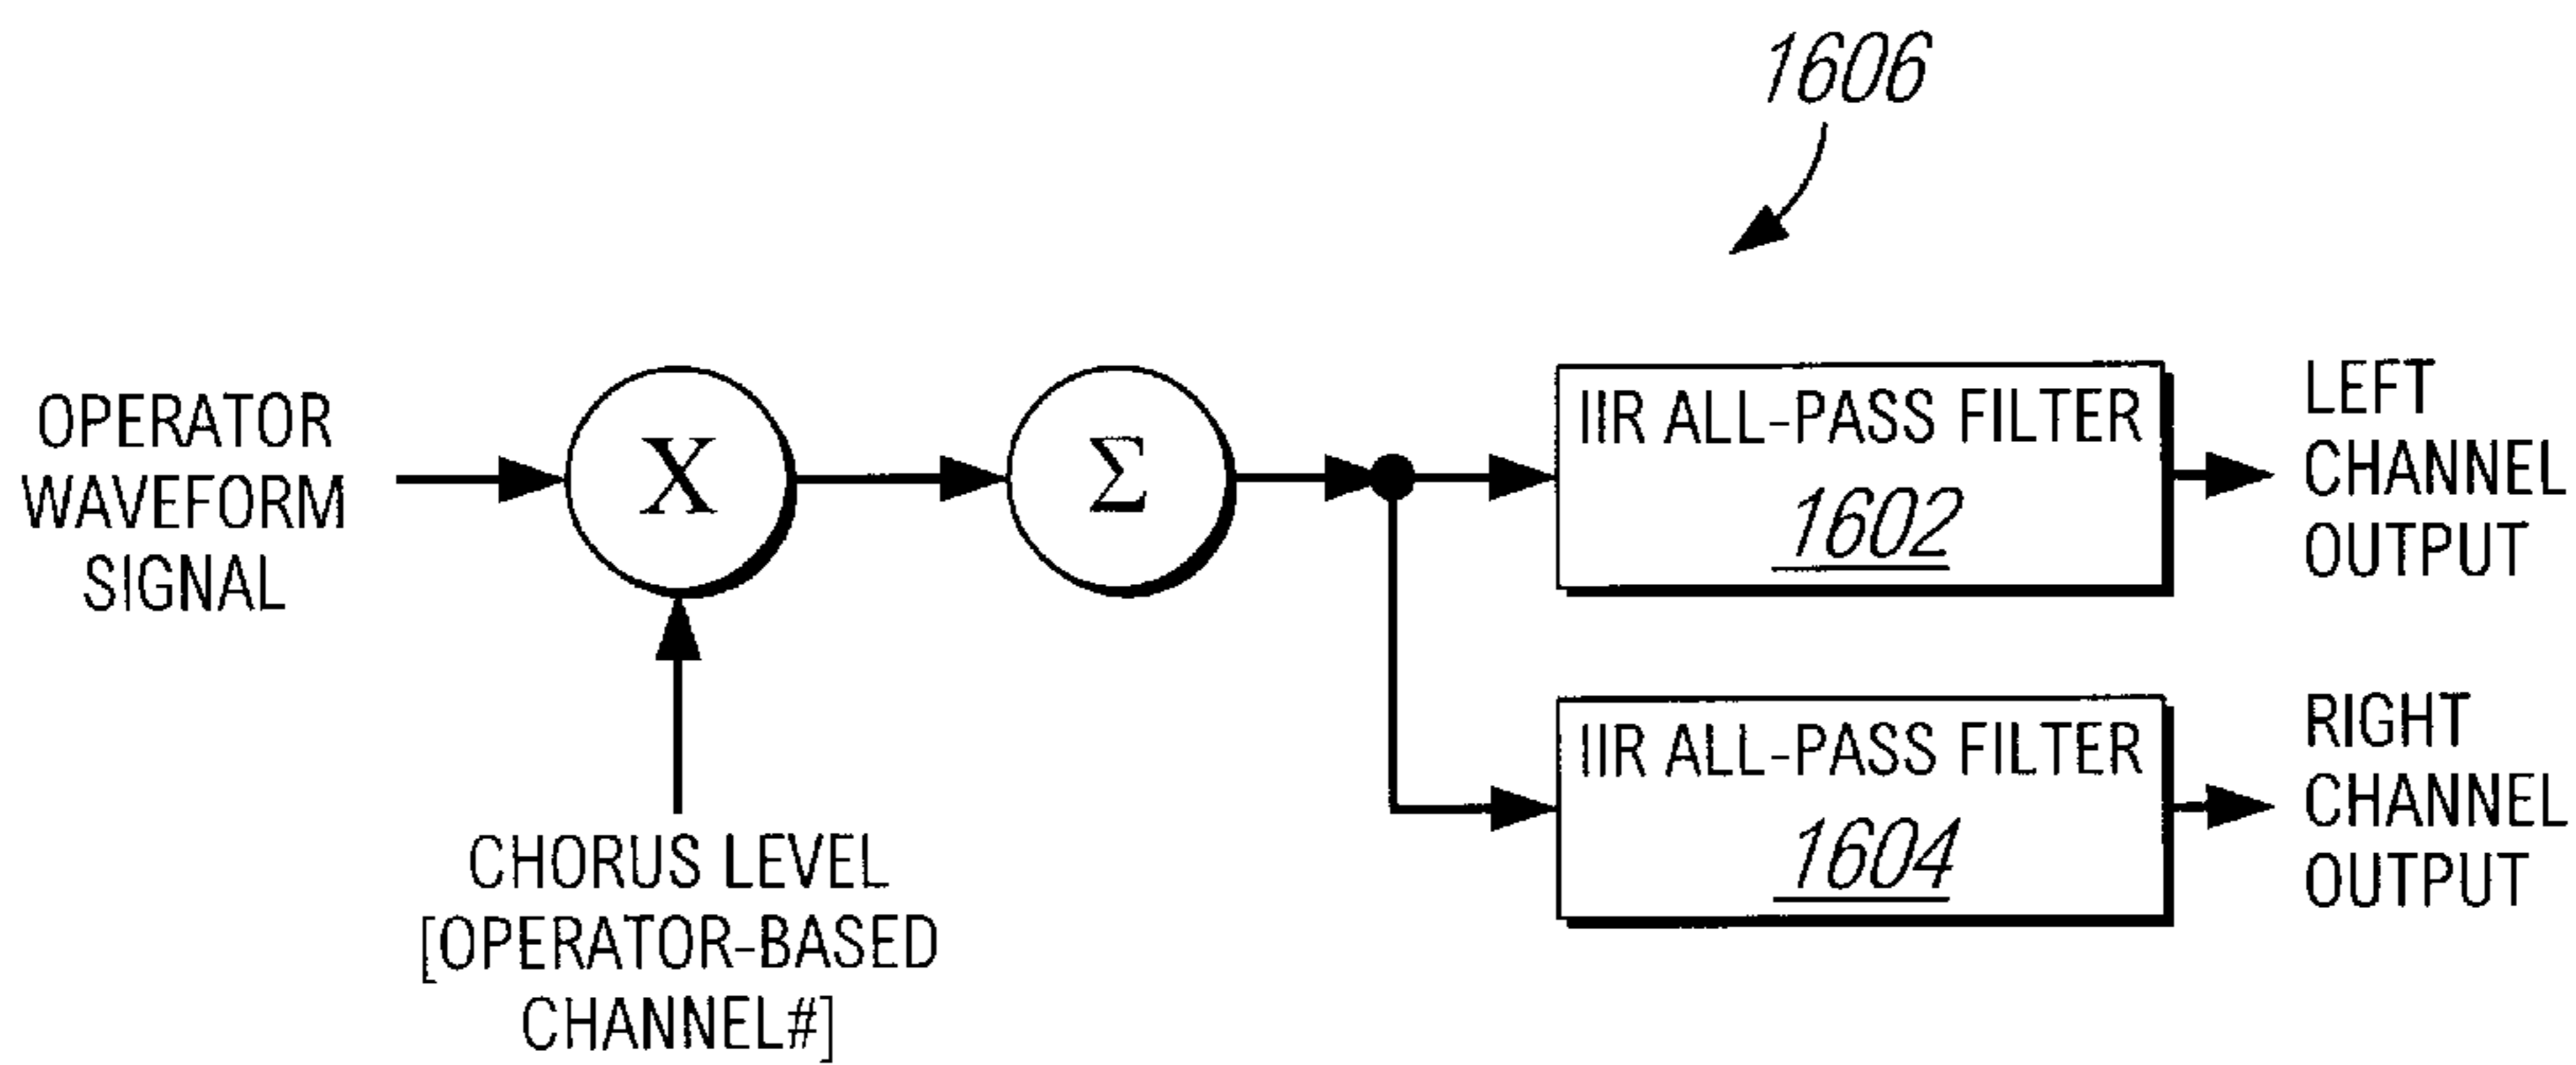 1606
OPERATOR
WAVEFORM
SIGNAL
X
Σ
IIR ALL-PASS FILTER
1602
LEFT
CHANNEL
OUTPUT
IIR ALL-PASS FILTER
1604
RIGHT
CHANNEL
OUTPUT
CHORUS LEVEL
[OPERATOR-BASED
CHANNEL#]